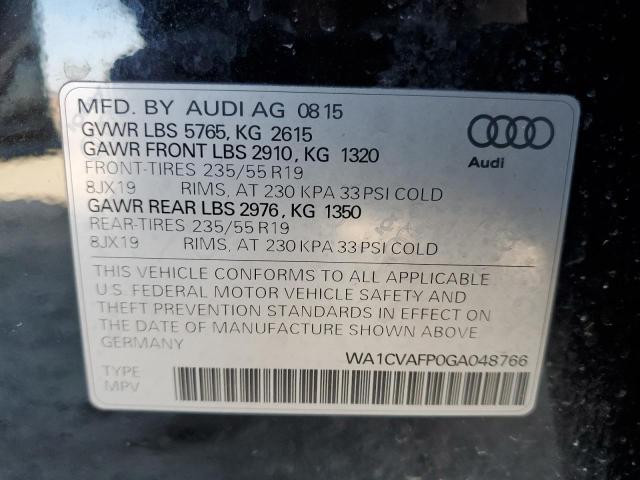 MFD. BY AUDI AG 0815
GVWR LBS 5765, KG 2615
GAWR FRONT LBS 2910, KG 1320
FRONT-TIRES 235/55 R19
8JX19 RIMS, AT 230 KPA 33 PSI COLD
GAWR REAR LBS 2976, KG 1350
REAR-TIRES 235/55 R19
8JX19 RIMS, AT 230 KPA 33 PSI COLD
Audi
THIS VEHICLE CONFORMS TO ALL APPLICABLE
U.S. FEDERAL MOTOR VEHICLE SAFETY AND
THEFT PREVENTION STANDARDS IN EFFECT ON
THE DATE OF MANUFACTURE SHOWN ABOVE
GERMANY
WA1CVAFP0GA048766
TYPE
MPV